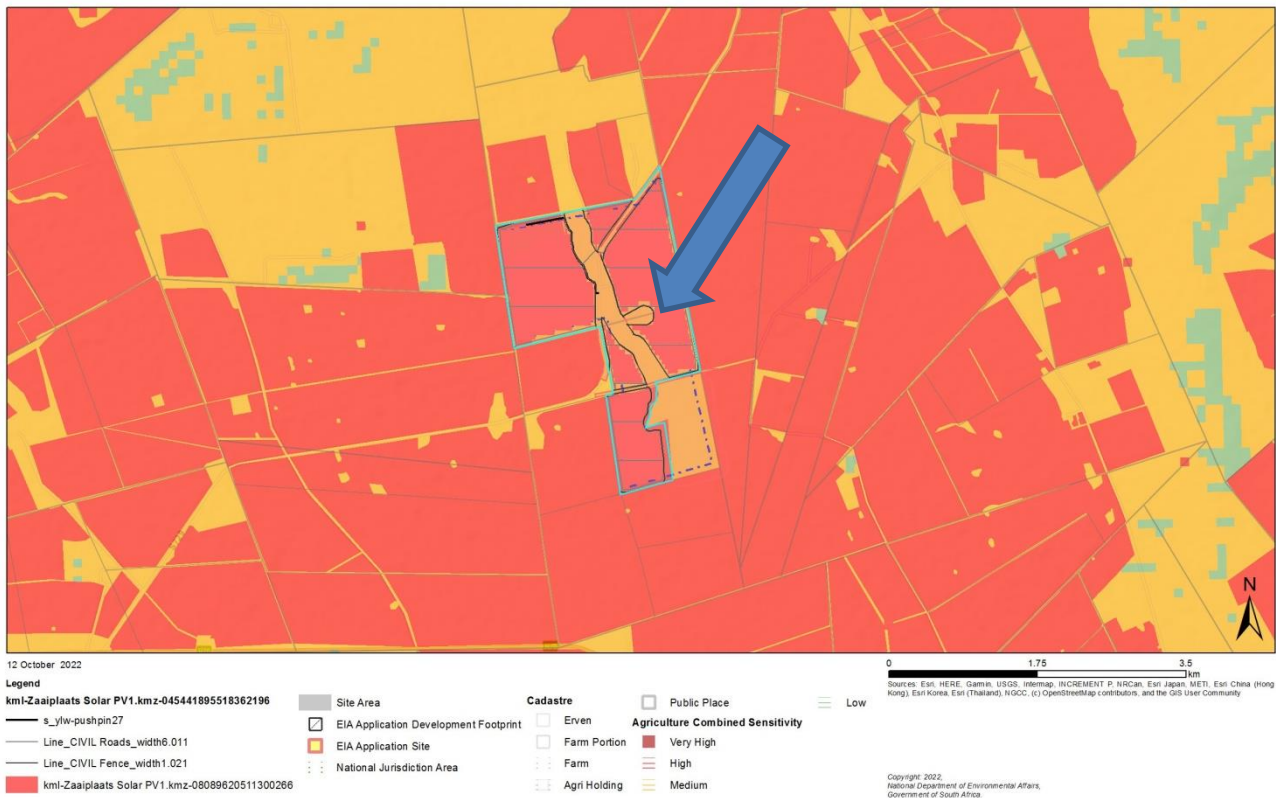 N
12 October 2022
0 1.75 3.5
km
Sources: Esri, HERE, Garmin, USGS, Intermap, INCREMENT P, NRCan, Esri Japan, METI, Esri China (Hong
Kong), Esri Korea, Esri (Thailand), NGCC, (c) OpenStreetMap contributors, and the GIS User Community
Legend
kml-Zaaiplaats Solar PV1.kmz-045441895518362196
s_ylw-pushpin27
Line_CIVIL Roads_width6.011
Line_CIVIL Fence_width1.021
kml-Zaaiplaats Solar PV1.kmz-08089620511300266
Site Area
EIA Application Development Footprint
EIA Application Site
National Jurisdiction Area
Cadastre
Erven
Farm Portion
Farm
Agri Holding
Public Place
Agriculture Combined Sensitivity
Very High
High
Medium
Low
Copyright: 2022,
National Department of Environmental Affairs,
Government of South Africa.